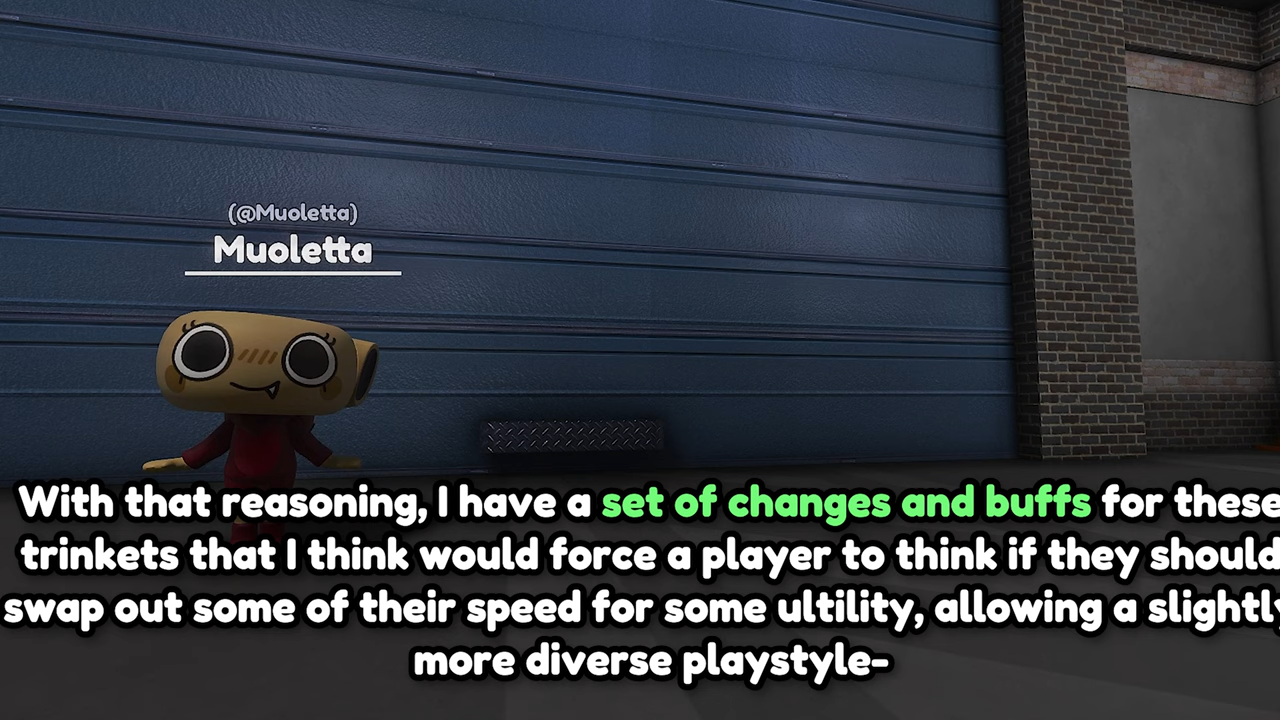 (@Muoletta)
Muoletta
With that reasoning, I have a set of changes and buffs for these
trinkets that I think would force a player to think if they should
swap out some of their speed for some ultility, allowing a slightly
more diverse playstyle-